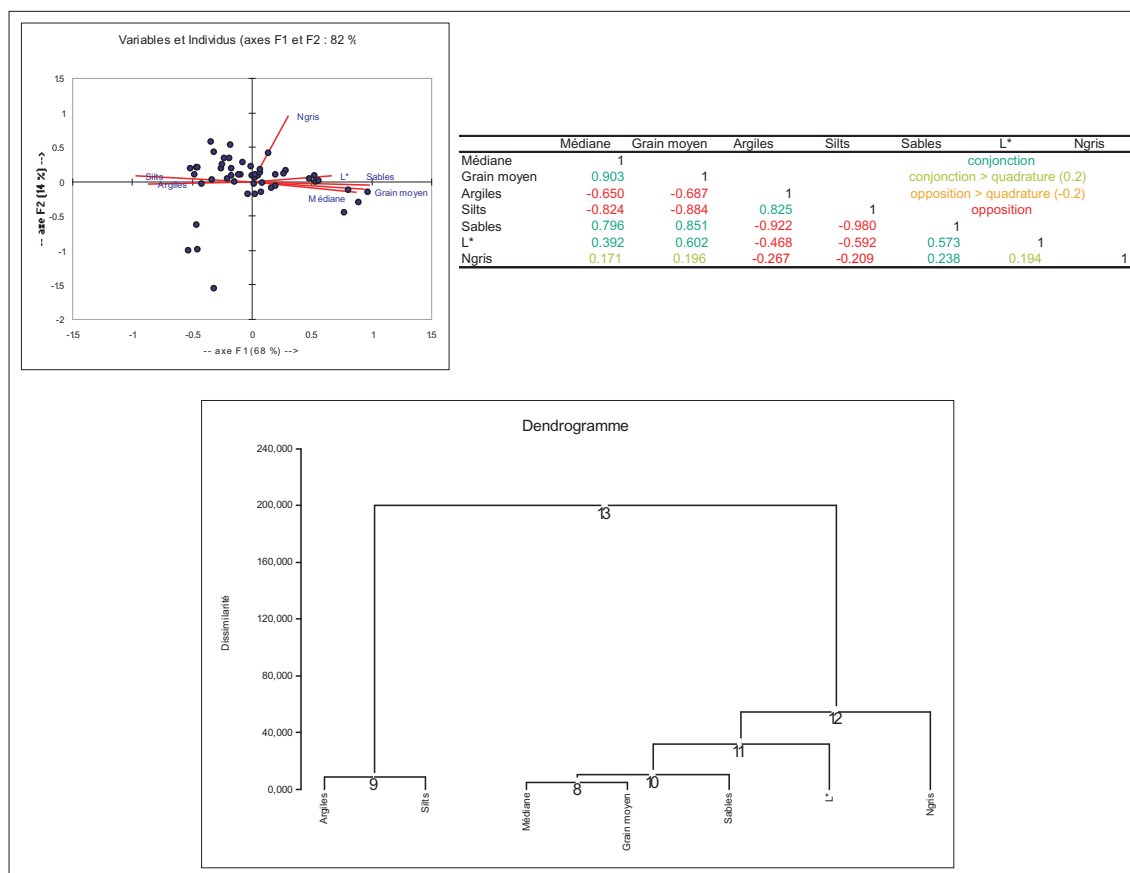 Variables et Individus (axes F1 et F2 : 82 %
-- axe F2 (14 %) -->
15
1
0.5
0
-0.5
-1
-1.5
-2
Ngris
Silts
Argiles
L*
Sables
Grain moyen
Médiane
-15
-1
-0.5
0
0.5
1
15
-- axe F1 (68 %) -->
Médiane Grain moyen Argiles Silts Sables L* Ngris
Médiane 1 conjonction
Grain moyen 0.903 1 conjonction > quadrature (0.2)
Argiles -0.650 -0.687 1 opposition > quadrature (-0.2)
Silts -0.824 -0.884 0.825 1 opposition
Sables 0.796 0.851 -0.922 -0.980 1
L* 0.392 0.602 -0.468 -0.592 0.573 1
Ngris 0.171 0.196 -0.267 -0.209 0.238 0.194 1
Dendrogramme
Dissimilarité
240,000
200,000
160,000
120,000
80,000
40,000
0,000
13
12
11
10
9
8
Argiles
Silts
Médiane
Grain moyen
Sables
L*
Ngris